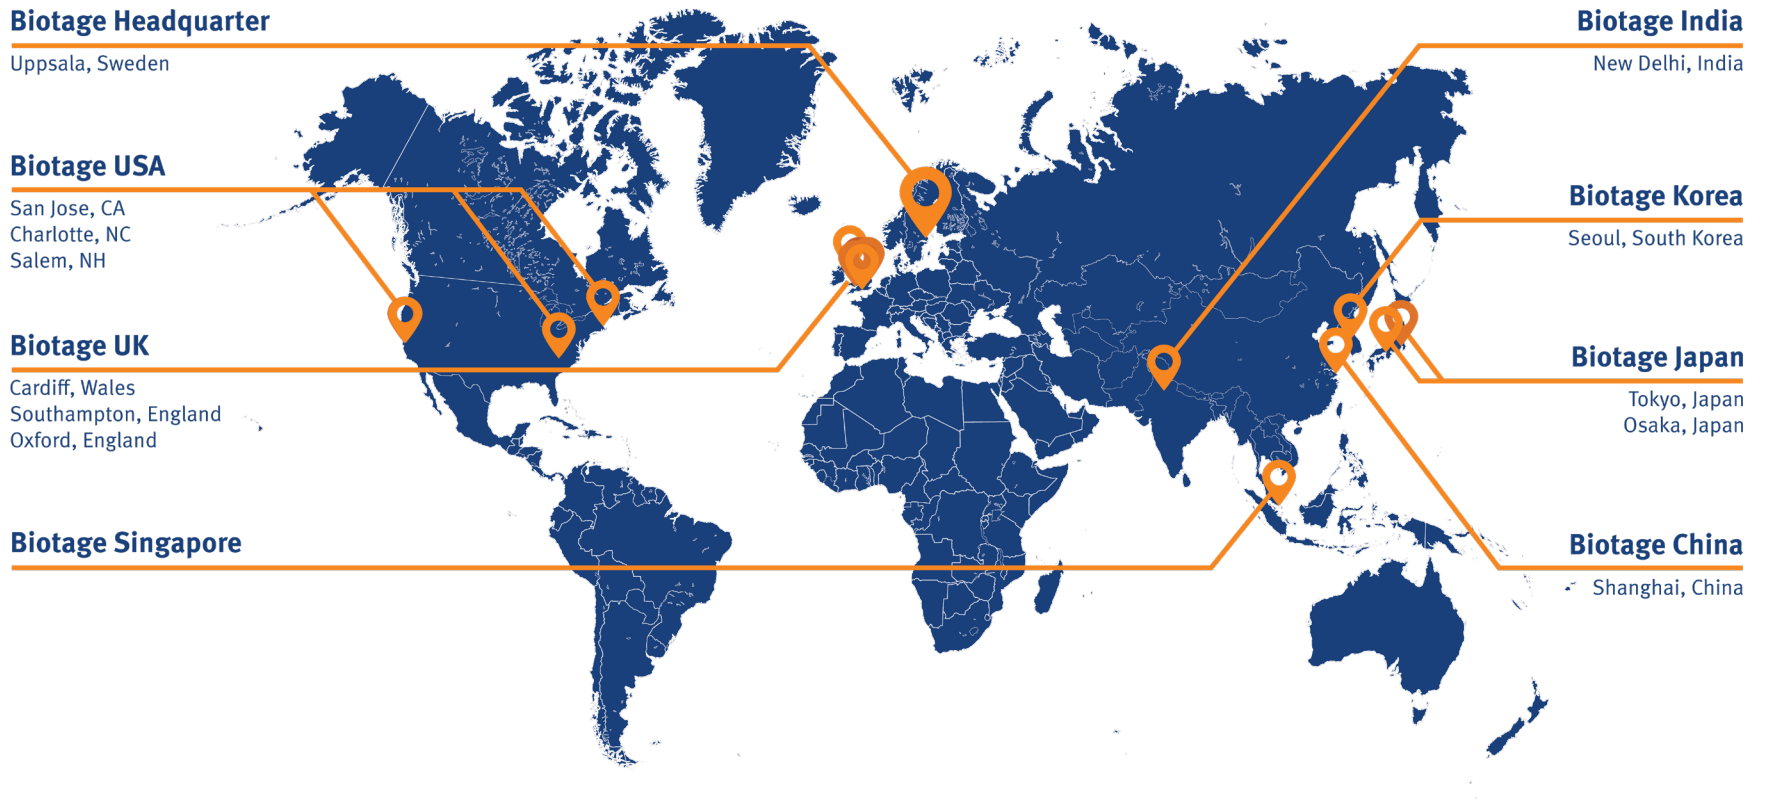 Biotage Headquarter
Uppsala, Sweden
Biotage USA
San Jose, CA
Charlotte, NC
Salem, NH
Biotage UK
Cardiff, Wales
Southampton, England
Oxford, England
Biotage Singapore
Biotage India
New Delhi, India
Biotage Korea
Seoul, South Korea
Biotage Japan
Tokyo, Japan
Osaka, Japan
Biotage China
Shanghai, China